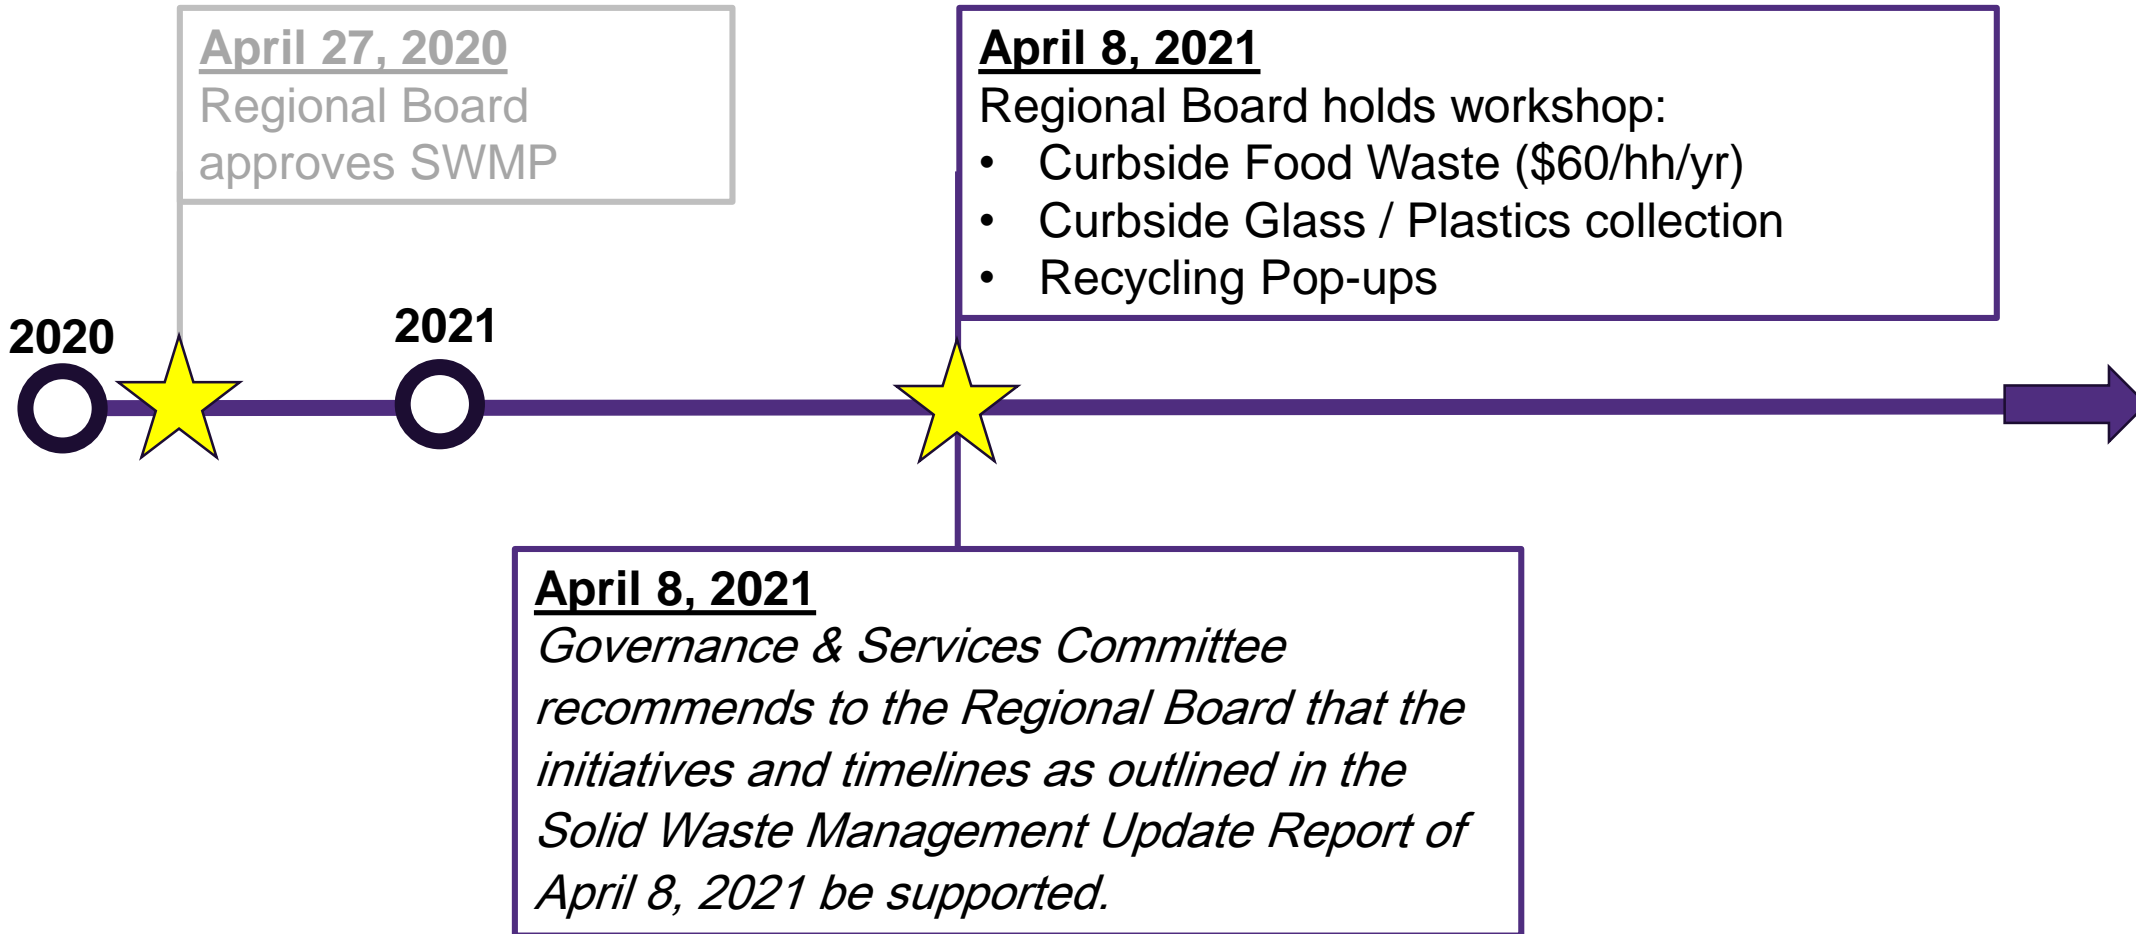 April 27, 2020
Regional Board
approves SWMP
April 8, 2021
Regional Board holds workshop:
• Curbside Food Waste ($60/hh/yr)
• Curbside Glass / Plastics collection
• Recycling Pop-ups
2020
2021
April 8, 2021
Governance & Services Committee
recommends to the Regional Board that the
initiatives and timelines as outlined in the
Solid Waste Management Update Report of
April 8, 2021 be supported.